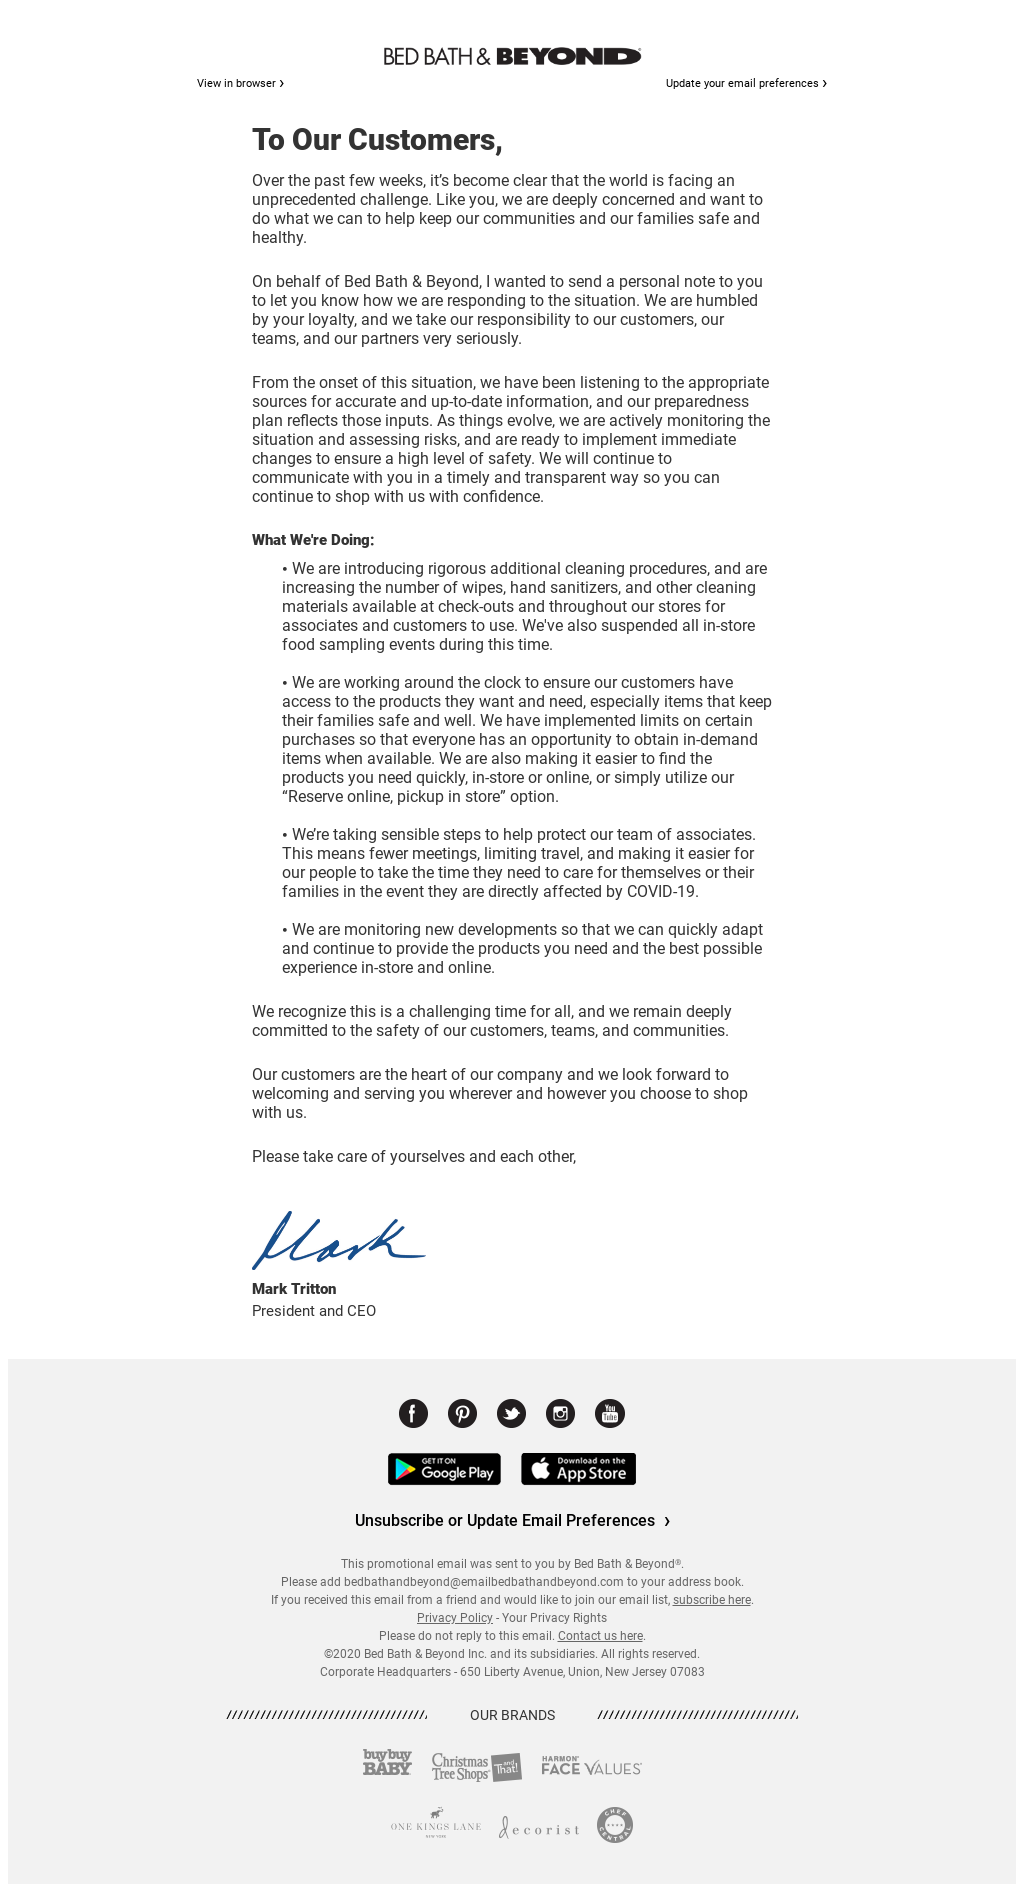 BED BATH & BEYOND®
View in browser ›
Update your email preferences ›
To Our Customers,
Over the past few weeks, it’s become clear that the world is facing an
unprecedented challenge. Like you, we are deeply concerned and want to
do what we can to help keep our communities and our families safe and
healthy.
On behalf of Bed Bath & Beyond, I wanted to send a personal note to you
to let you know how we are responding to the situation. We are humbled
by your loyalty, and we take our responsibility to our customers, our
teams, and our partners very seriously.
From the onset of this situation, we have been listening to the appropriate
sources for accurate and up-to-date information, and our preparedness
plan reflects those inputs. As things evolve, we are actively monitoring the
situation and assessing risks, and are ready to implement immediate
changes to ensure a high level of safety. We will continue to
communicate with you in a timely and transparent way so you can
continue to shop with us with confidence.
What We're Doing:
• We are introducing rigorous additional cleaning procedures, and are
increasing the number of wipes, hand sanitizers, and other cleaning
materials available at check-outs and throughout our stores for
associates and customers to use. We've also suspended all in-store
food sampling events during this time.
• We are working around the clock to ensure our customers have
access to the products they want and need, especially items that keep
their families safe and well. We have implemented limits on certain
purchases so that everyone has an opportunity to obtain in-demand
items when available. We are also making it easier to find the
products you need quickly, in-store or online, or simply utilize our
“Reserve online, pickup in store” option.
• We’re taking sensible steps to help protect our team of associates.
This means fewer meetings, limiting travel, and making it easier for
our people to take the time they need to care for themselves or their
families in the event they are directly affected by COVID-19.
• We are monitoring new developments so that we can quickly adapt
and continue to provide the products you need and the best possible
experience in-store and online.
We recognize this is a challenging time for all, and we remain deeply
committed to the safety of our customers, teams, and communities.
Our customers are the heart of our company and we look forward to
welcoming and serving you wherever and however you choose to shop
with us.
Please take care of yourselves and each other,
Mark
Mark Tritton
President and CEO
You Tube
GET IT ON Google Play
Download on the App Store
Unsubscribe or Update Email Preferences ›
This promotional email was sent to you by Bed Bath & Beyond®.
Please add bedbathandbeyond@emailbedbathandbeyond.com to your address book.
If you received this email from a friend and would like to join our email list, subscribe here.
Privacy Policy - Your Privacy Rights
Please do not reply to this email. Contact us here.
©2020 Bed Bath & Beyond Inc. and its subsidiaries. All rights reserved.
Corporate Headquarters - 650 Liberty Avenue, Union, New Jersey 07083
OUR BRANDS
buybuy BABY
Christmas Tree Shops and That!
HARMON® FACE VALUES®
ONE KINGS LANE
NEW YORK
decorist
CHEF CENTRAL